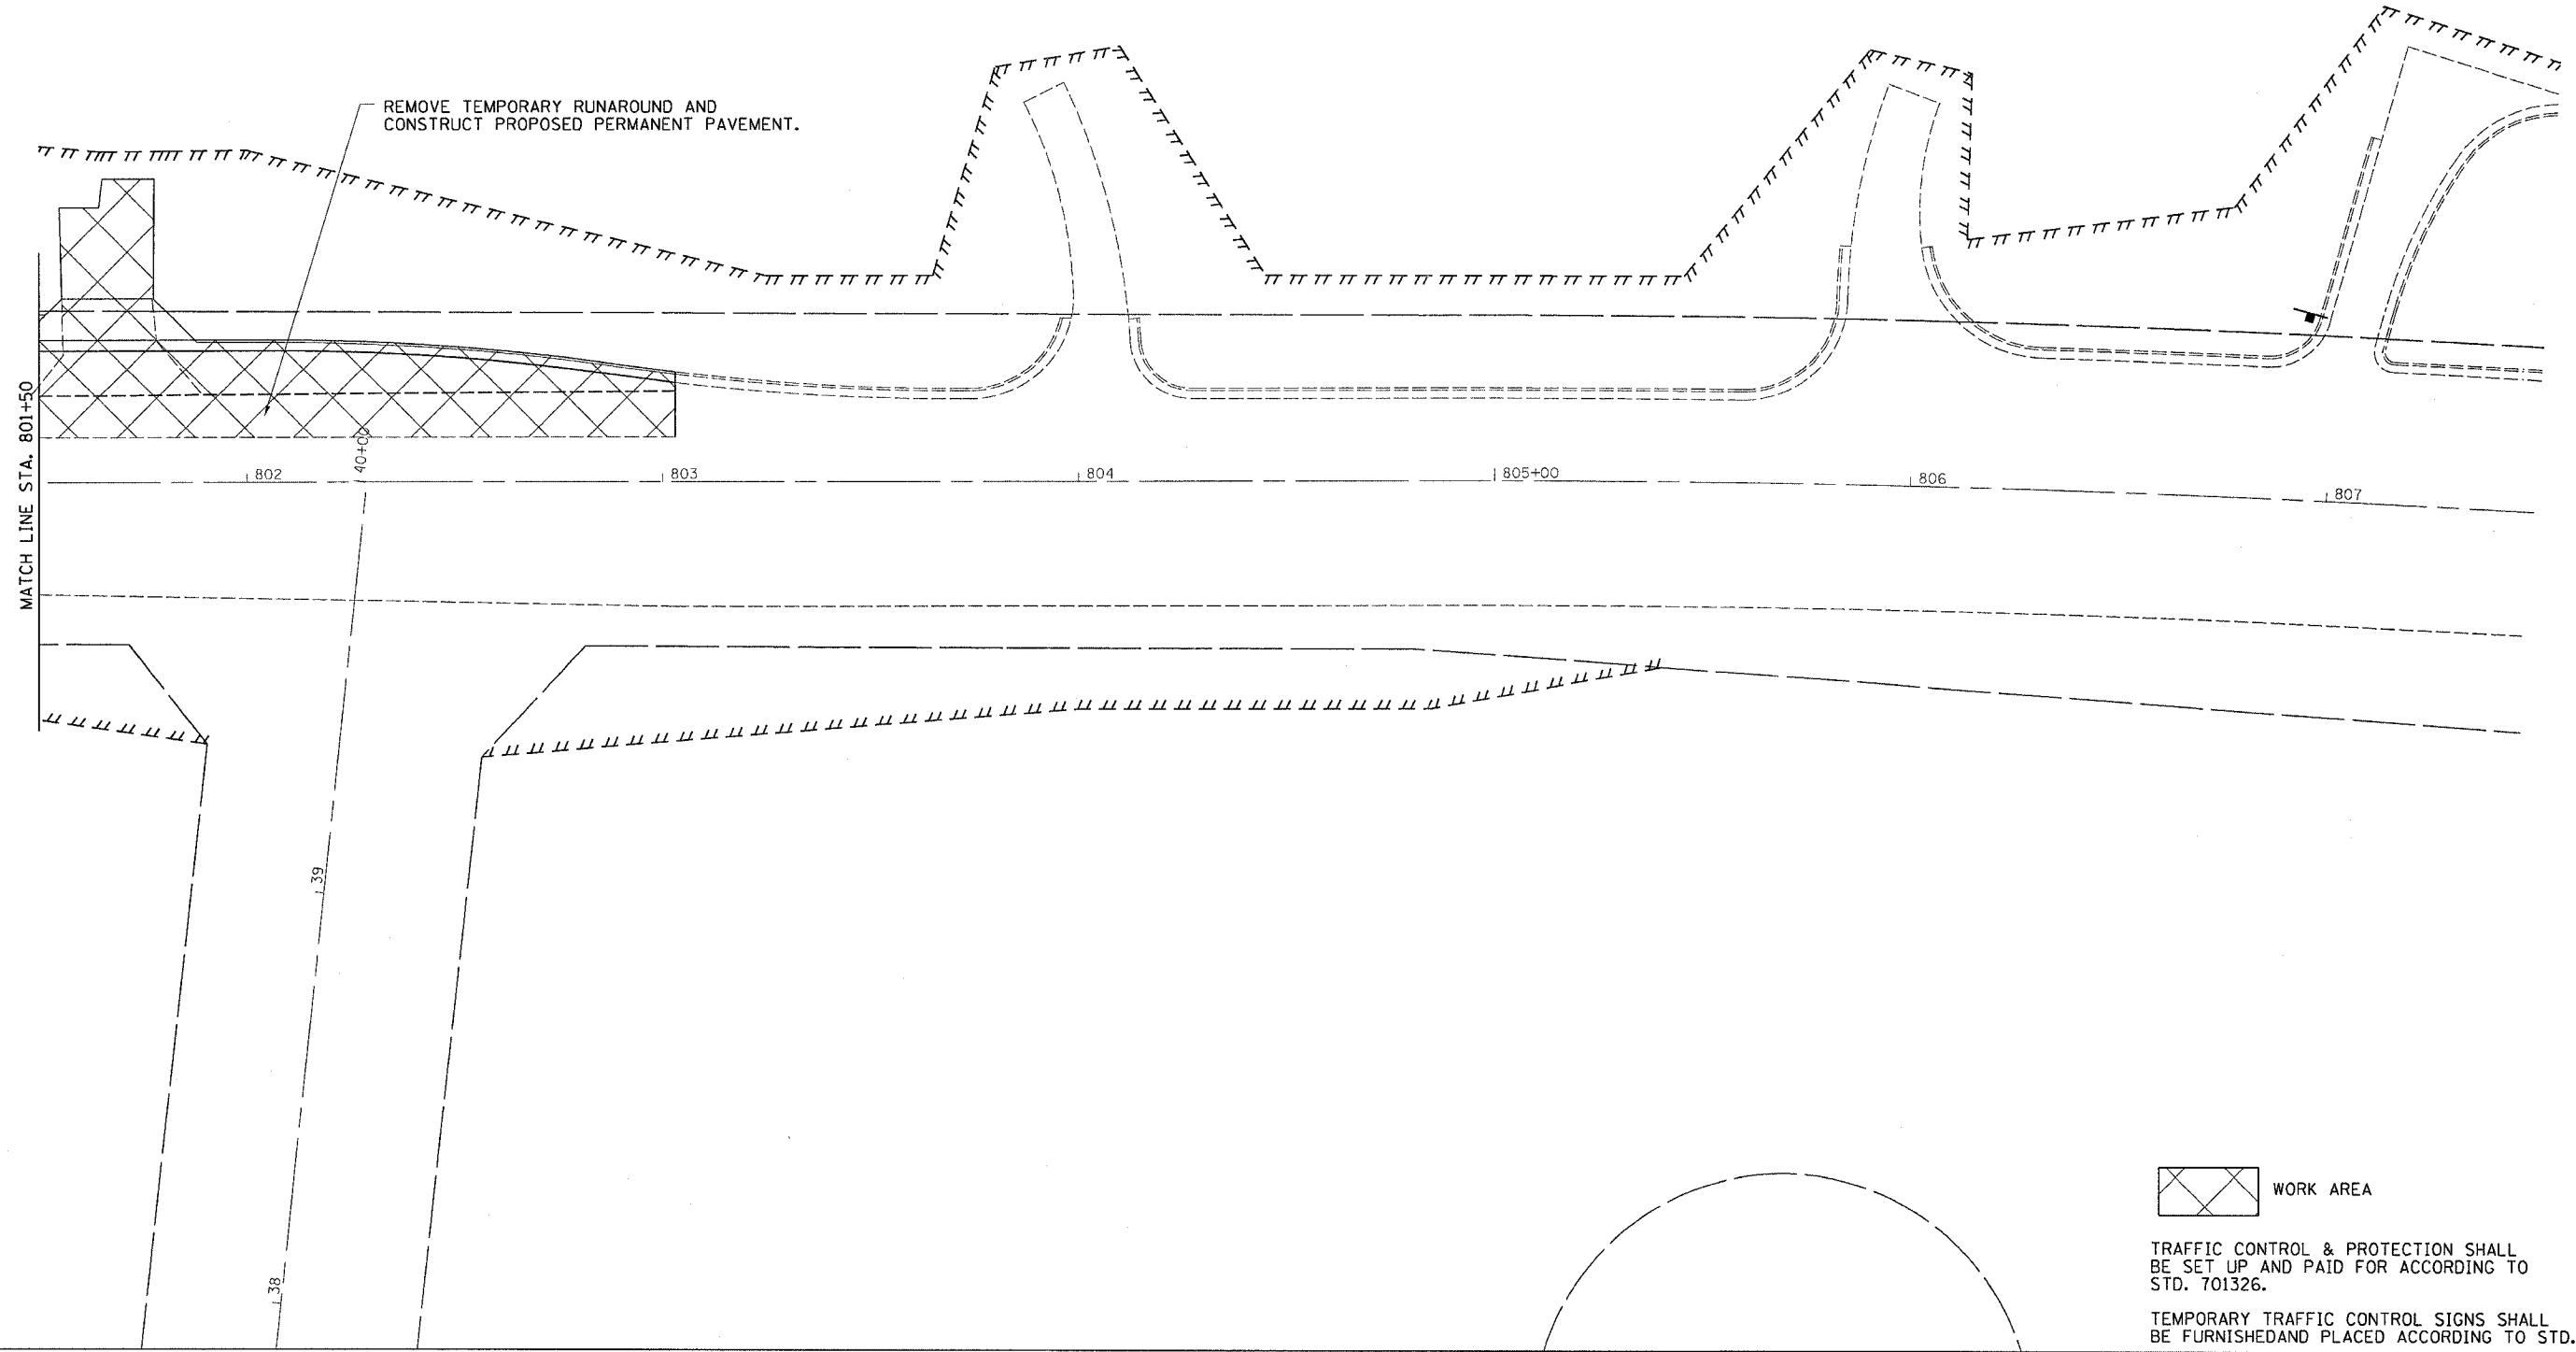 REMOVE TEMPORARY RUNAROUND AND
CONSTRUCT PROPOSED PERMANENT PAVEMENT.
MATCH LINE STA. 801+50
40+00
802
803
804
805+00
806
807
39
38
WORK AREA
TRAFFIC CONTROL & PROTECTION SHALL
BE SET UP AND PAID FOR ACCORDING TO
STD. 701326.
TEMPORARY TRAFFIC CONTROL SIGNS SHALL
BE FURNISHEDAND PLACED ACCORDING TO STD.